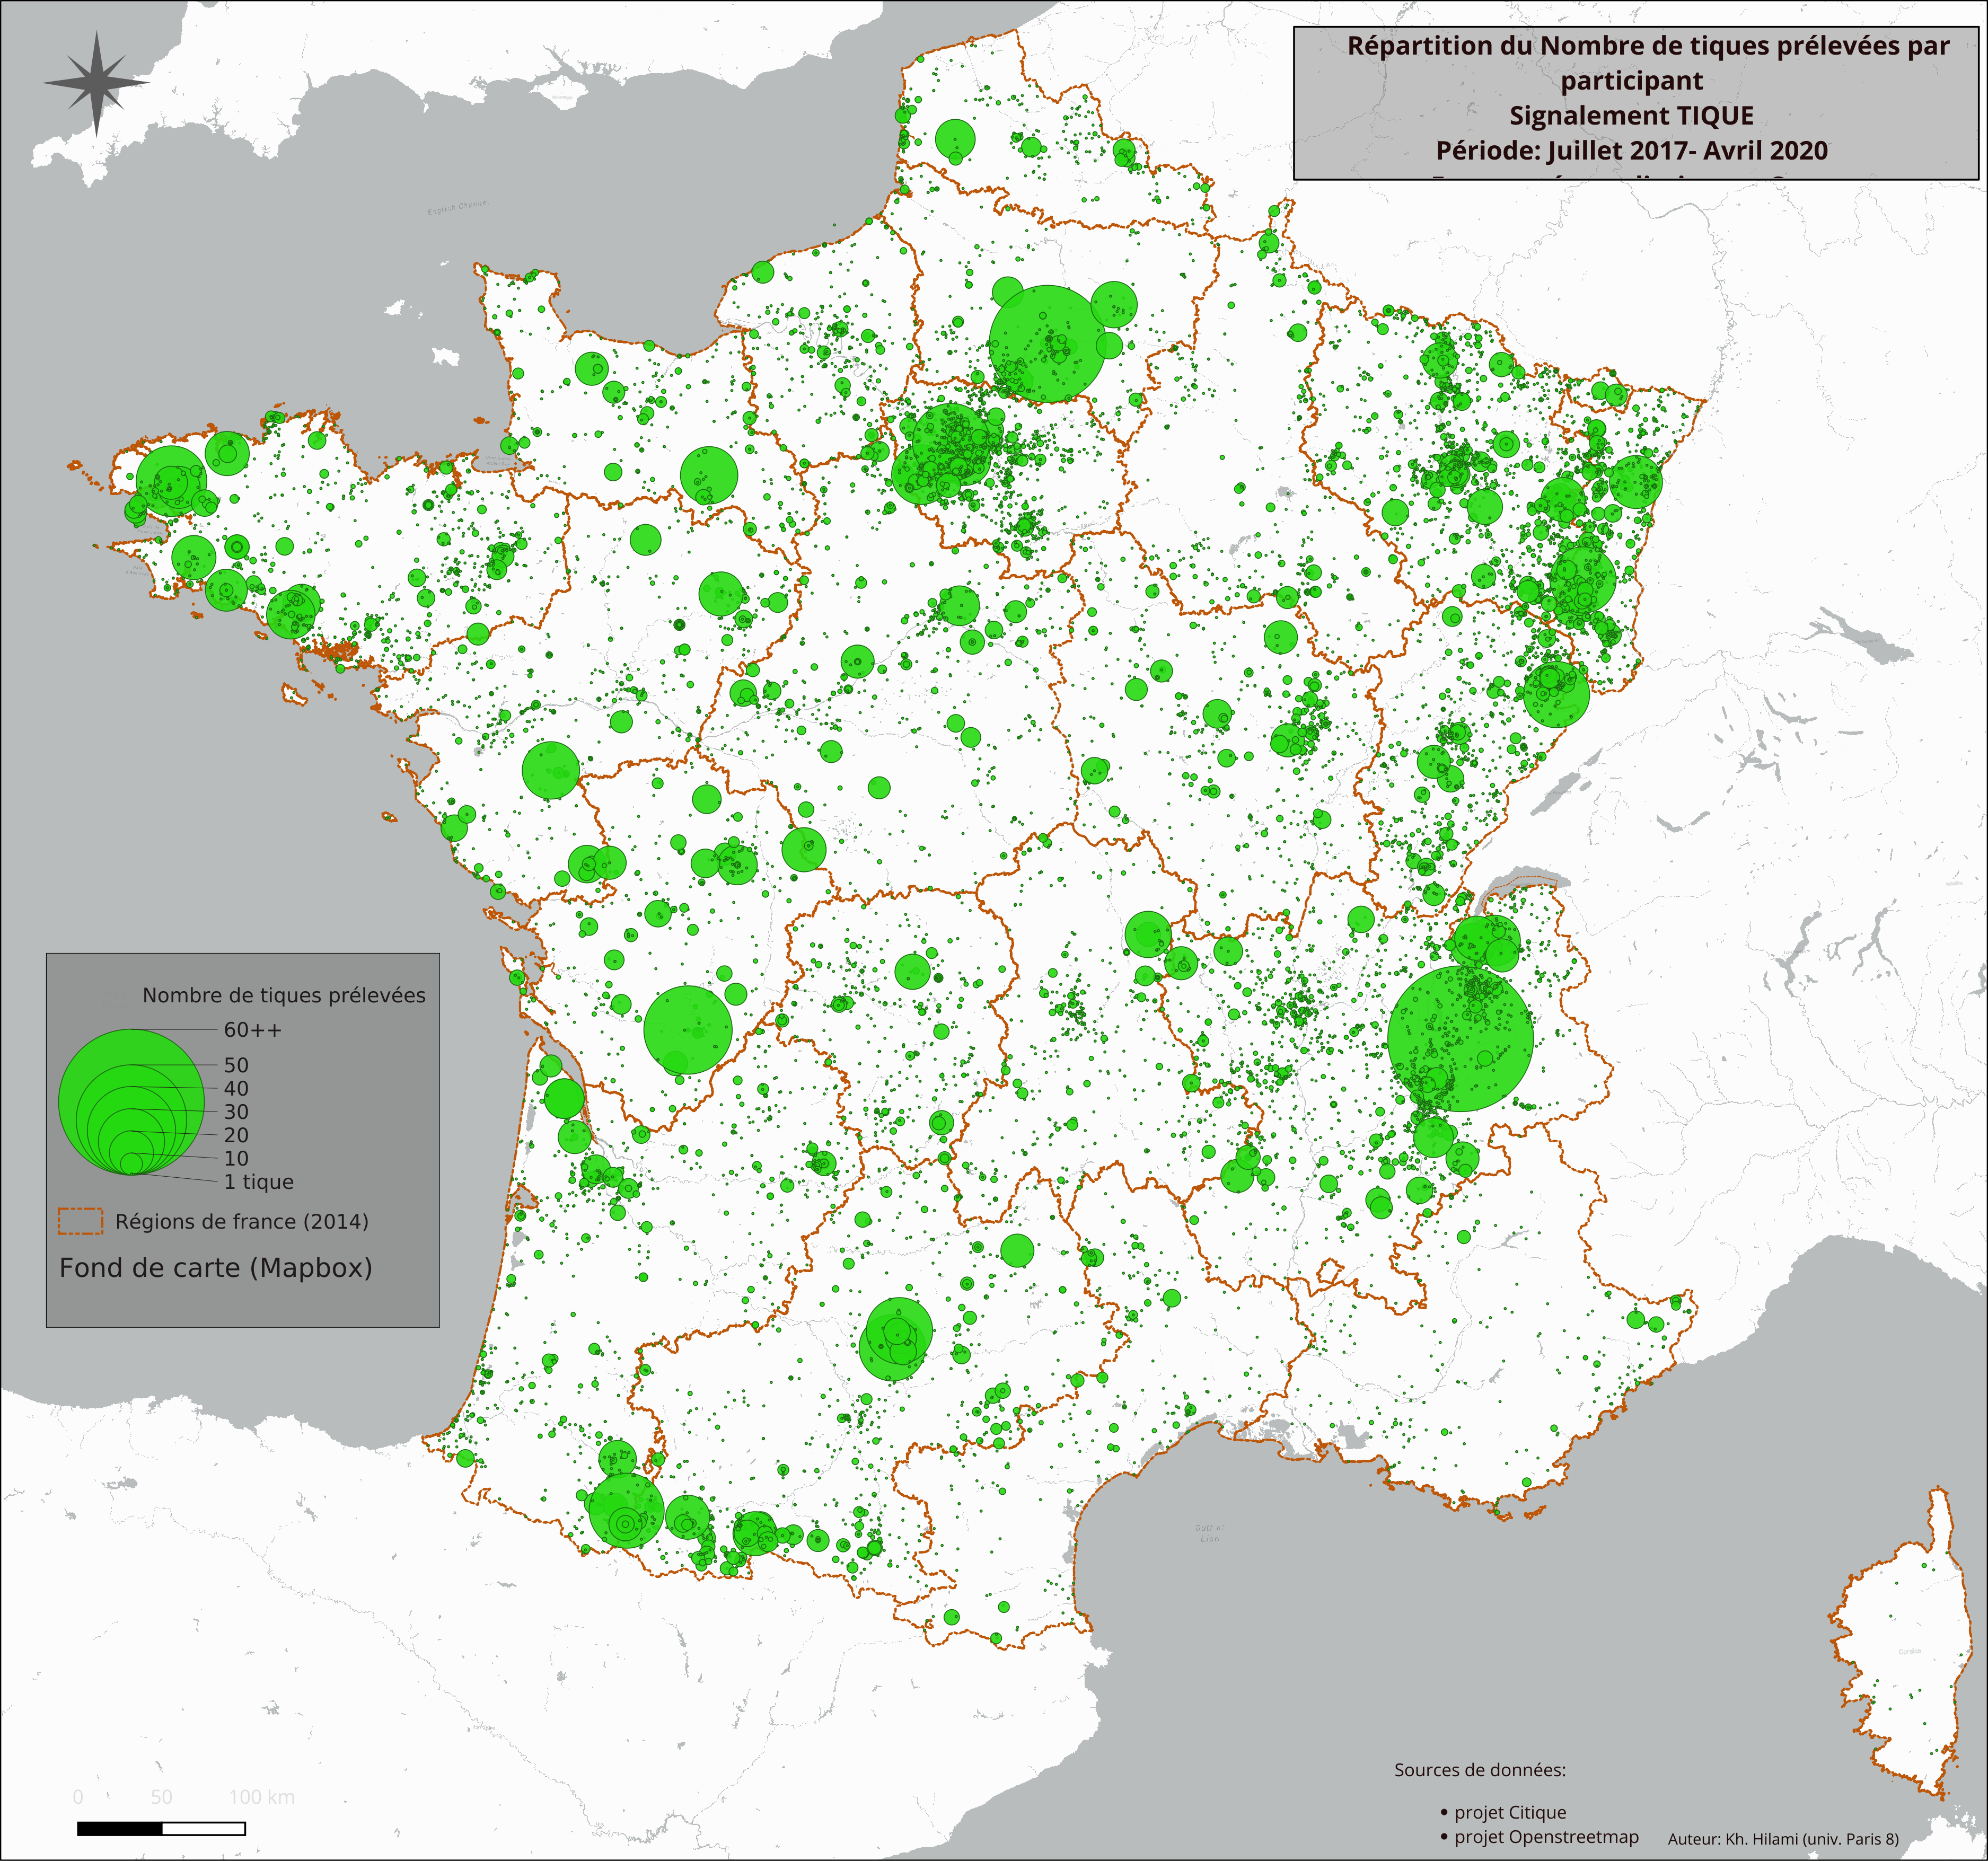 Répartition du Nombre de tiques prélevées par
participant
Signalement TIQUE
Période: Juillet 2017- Avril 2020
English Channel
Nombre de tiques prélevées
60++
50
40
30
20
10
1 tique
Régions de france (2014)
Fond de carte (Mapbox)
Gulf of
Lion
0 50 100 km
Sources de données:
• projet Citique
• projet Openstreetmap
Auteur: Kh. Hilami (univ. Paris 8)